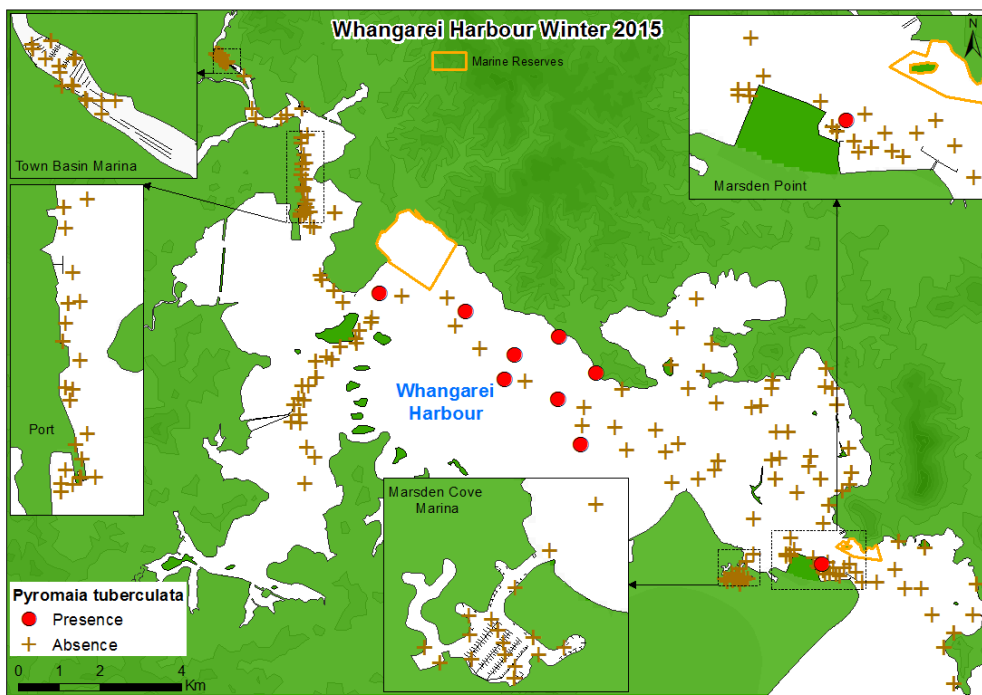 Whangarei Harbour Winter 2015
Marine Reserves
N
Town Basin Marina
Marsden Point
Port
Whangarei
Harbour
Marsden Cove
Marina
Pyromaia tuberculata
Presence
Absence
0 1 2 4
Km